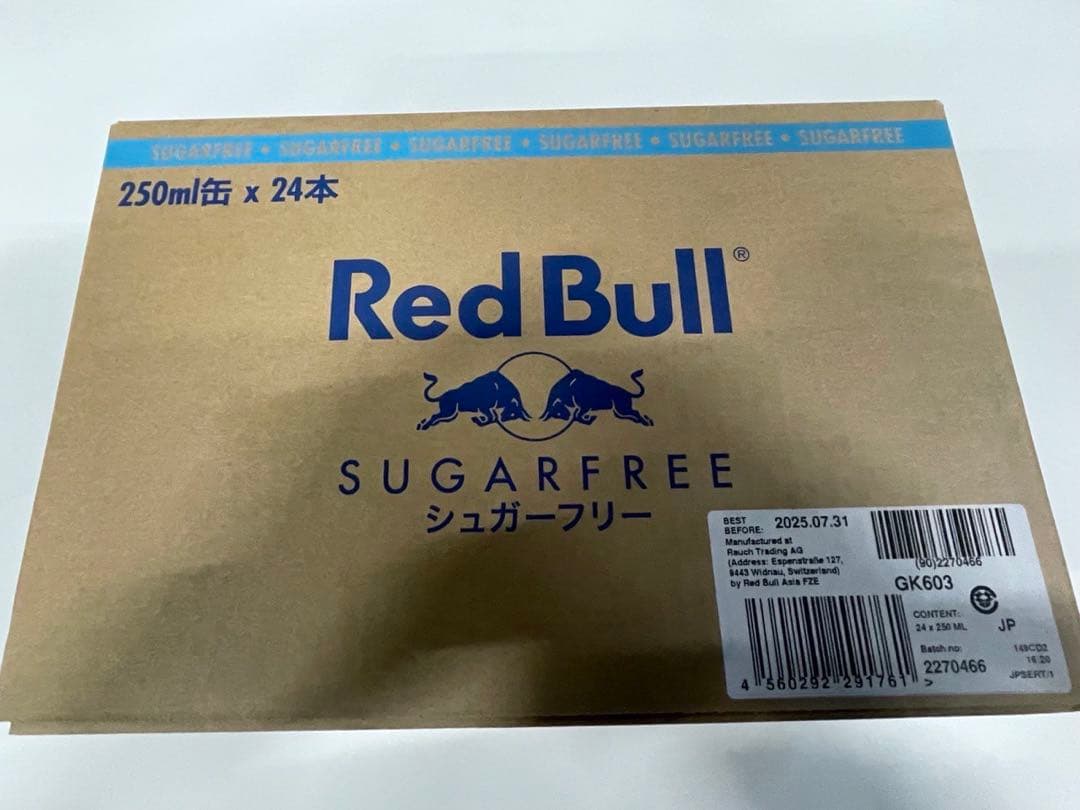 SUGARFREE • SUGARFREE • SUGARFREE • SUGARFREE • SUGARFREE • SUGARFREE
250ml缶 x 24本
Red Bull®
SUGARFREE
シュガーフリー
BEST BEFORE: 2025.07.31
Manufactured at
Rauch Trading AG
(Address: Espenstraße 127,
9443 Widnau, Switzerland)
by Red Bull Asia FZE
(90)2270466
GK603
CONTENT:
24 x 250 ML
JP
Batch no:
2270466
149CD2
16:20
JPSERT/1
4 560292 291761 >